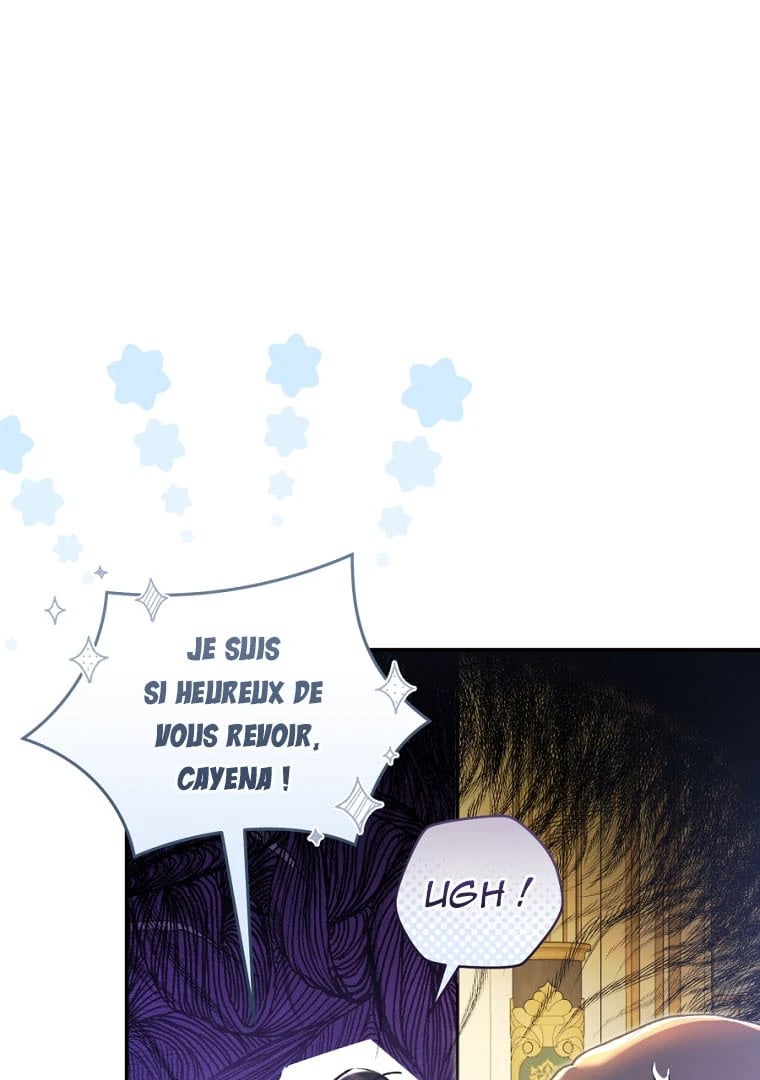 JE SUIS
SI HEUREUX DE
VOUS REVOIR,
CAYENA !
UGH !